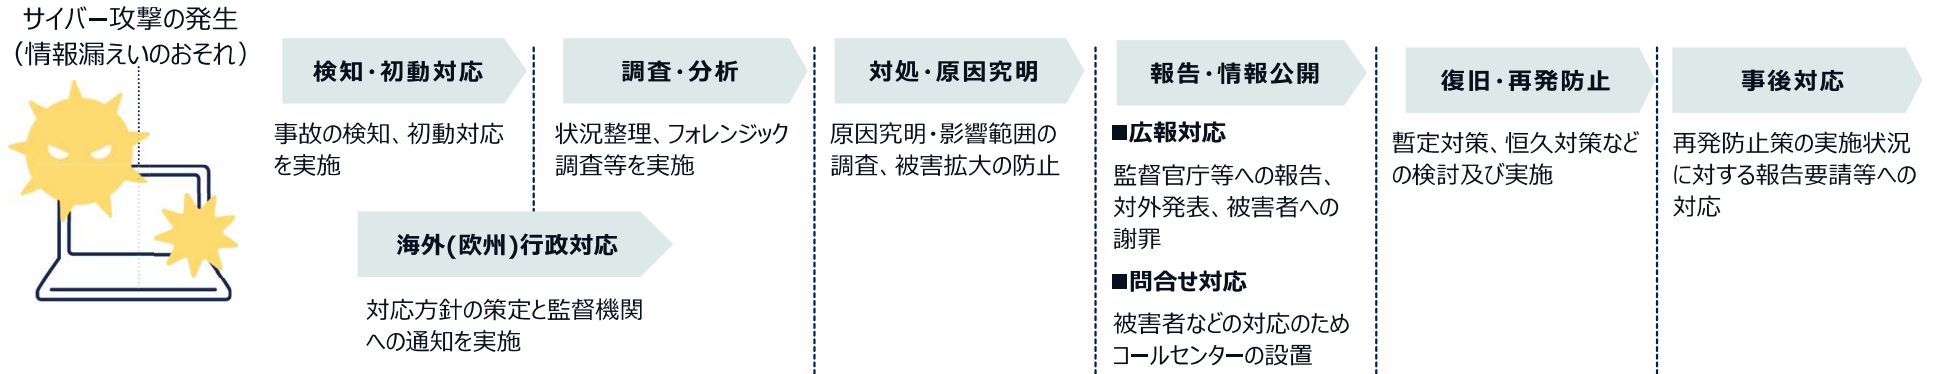 サイバー攻撃の発生
（情報漏えいのおそれ）
検知・初動対応
事故の検知、初動対応
を実施
調査・分析
状況整理、フォレンジック
調査等を実施
海外(欧州)行政対応
対応方針の策定と監督機関
への通知を実施
対処・原因究明
原因究明・影響範囲の
調査、被害拡大の防止
報告・情報公開
■広報対応
監督官庁等への報告、
対外発表、被害者への
謝罪
■問合せ対応
被害者などの対応のため
コールセンターの設置
復旧・再発防止
暫定対策、恒久対策など
の検討及び実施
事後対応
再発防止策の実施状況
に対する報告要請等への
対応